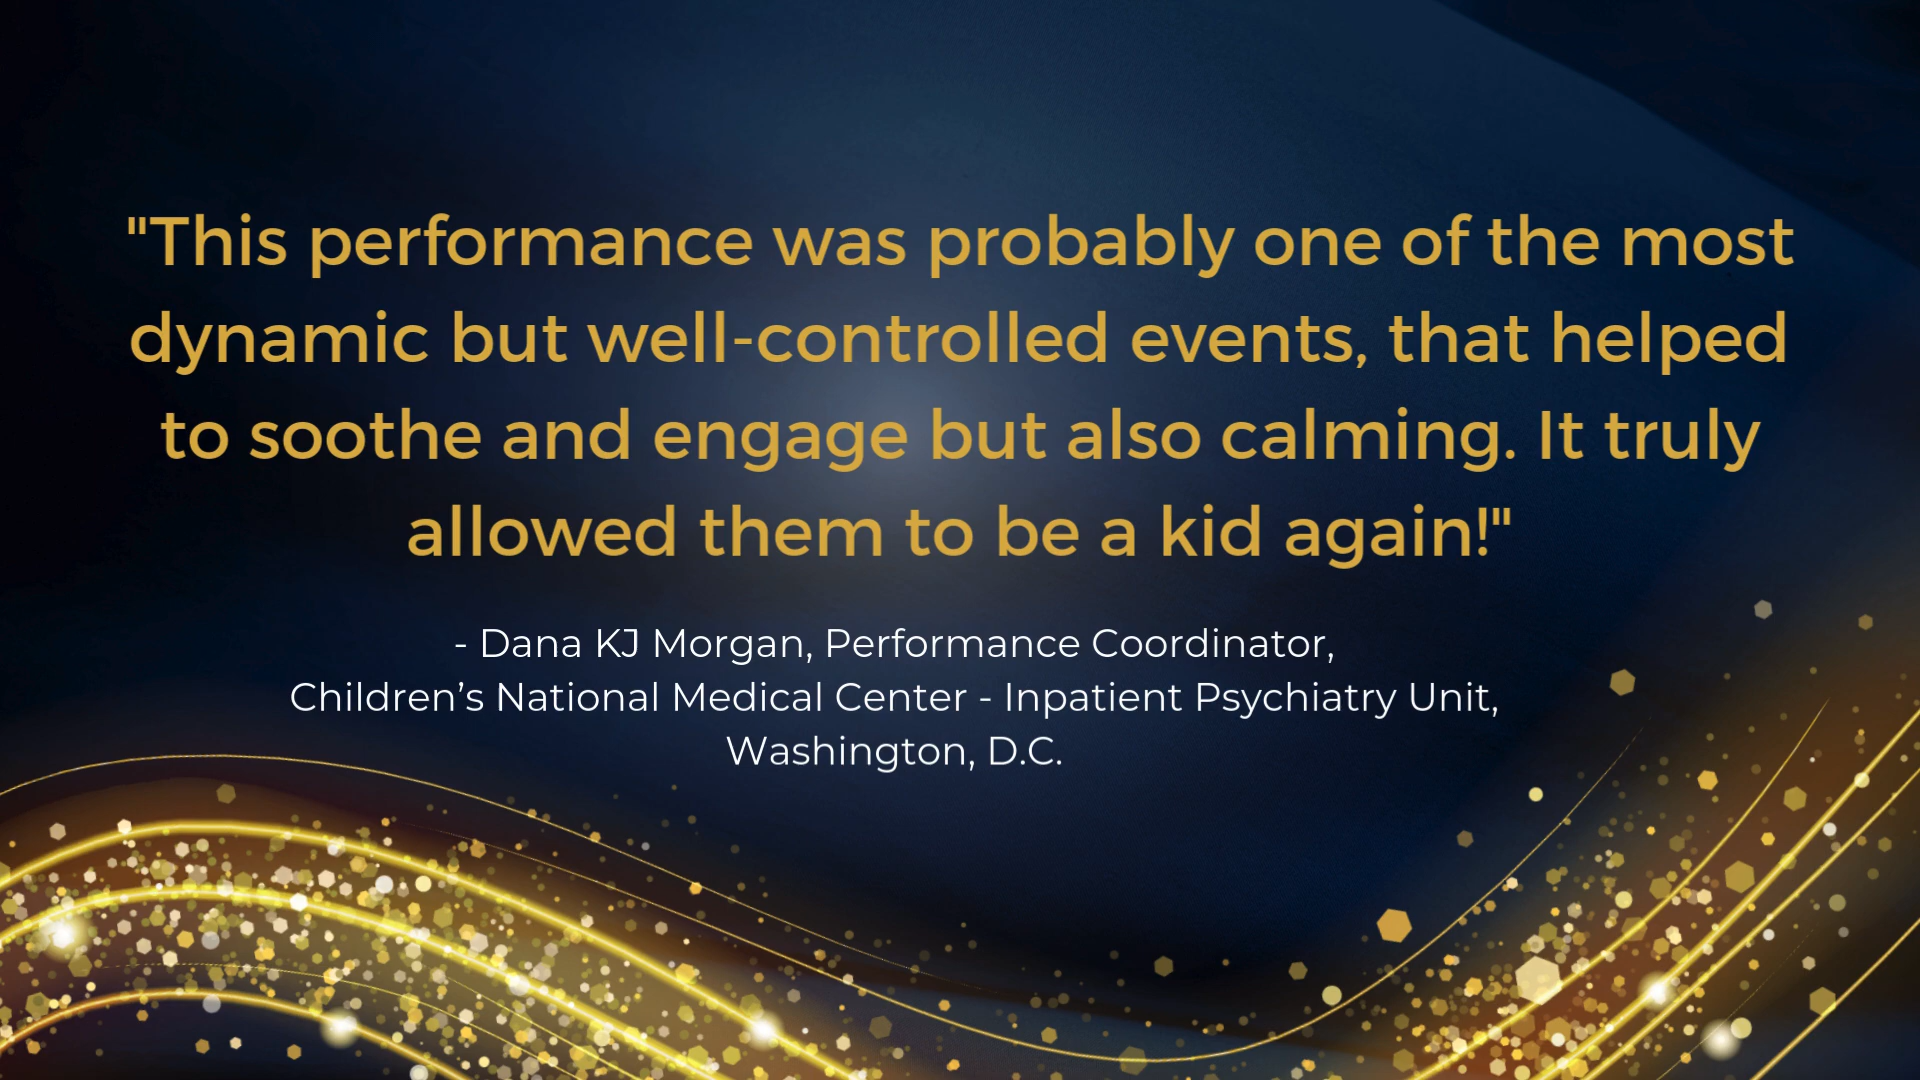 "This performance was probably one of the most
dynamic but well-controlled events, that helped
to soothe and engage but also calming. It truly
allowed them to be a kid again!"
- Dana KJ Morgan, Performance Coordinator,
Children’s National Medical Center - Inpatient Psychiatry Unit,
Washington, D.C.